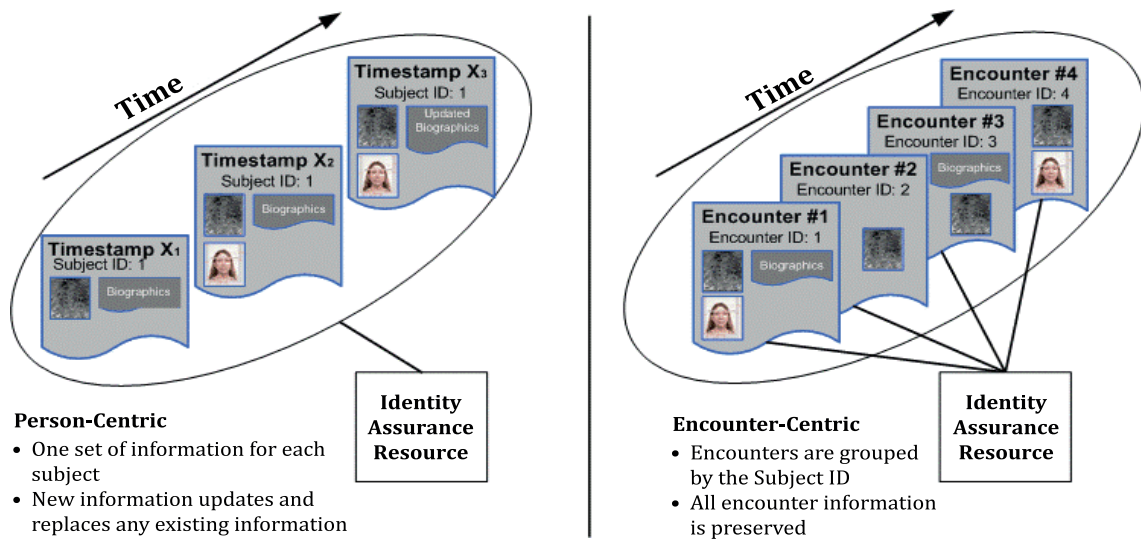 Time
Timestamp X3
Subject ID: 1
Updated
Biographics
Timestamp X2
Subject ID: 1
Biographics
Timestamp X1
Subject ID: 1
Biographics
Identity
Assurance
Resource
Person-Centric
• One set of information for each
subject
• New information updates and
replaces any existing information
Time
Encounter #4
Encounter ID: 4
Encounter #3
Encounter ID: 3
Biographics
Encounter #2
Encounter ID: 2
Encounter #1
Encounter ID: 1
Biographics
Identity
Assurance
Resource
Encounter-Centric
• Encounters are grouped
by the Subject ID
• All encounter information
is preserved